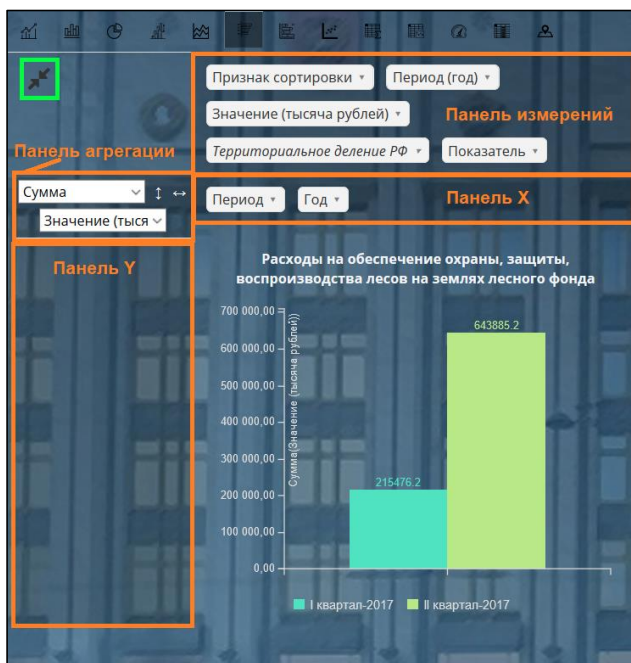 Признак сортировки
Период (год)
Значение (тысяча рублей)
Панель измерений
Панель агрегации
Территориальное деление РФ
Показатель
Сумма
Значение (тыся
Период
Год
Панель X
Панель Y
Расходы на обеспечение охраны, защиты,
воспроизводства лесов на землях лесного фонда
700 000,00
600 000,00
500 000,00
400 000,00
300 000,00
200 000,00
100 000,00
0,00
Сумма(Значение (тысяча рублей))
643885.2
215476.2
I квартал-2017
II квартал-2017